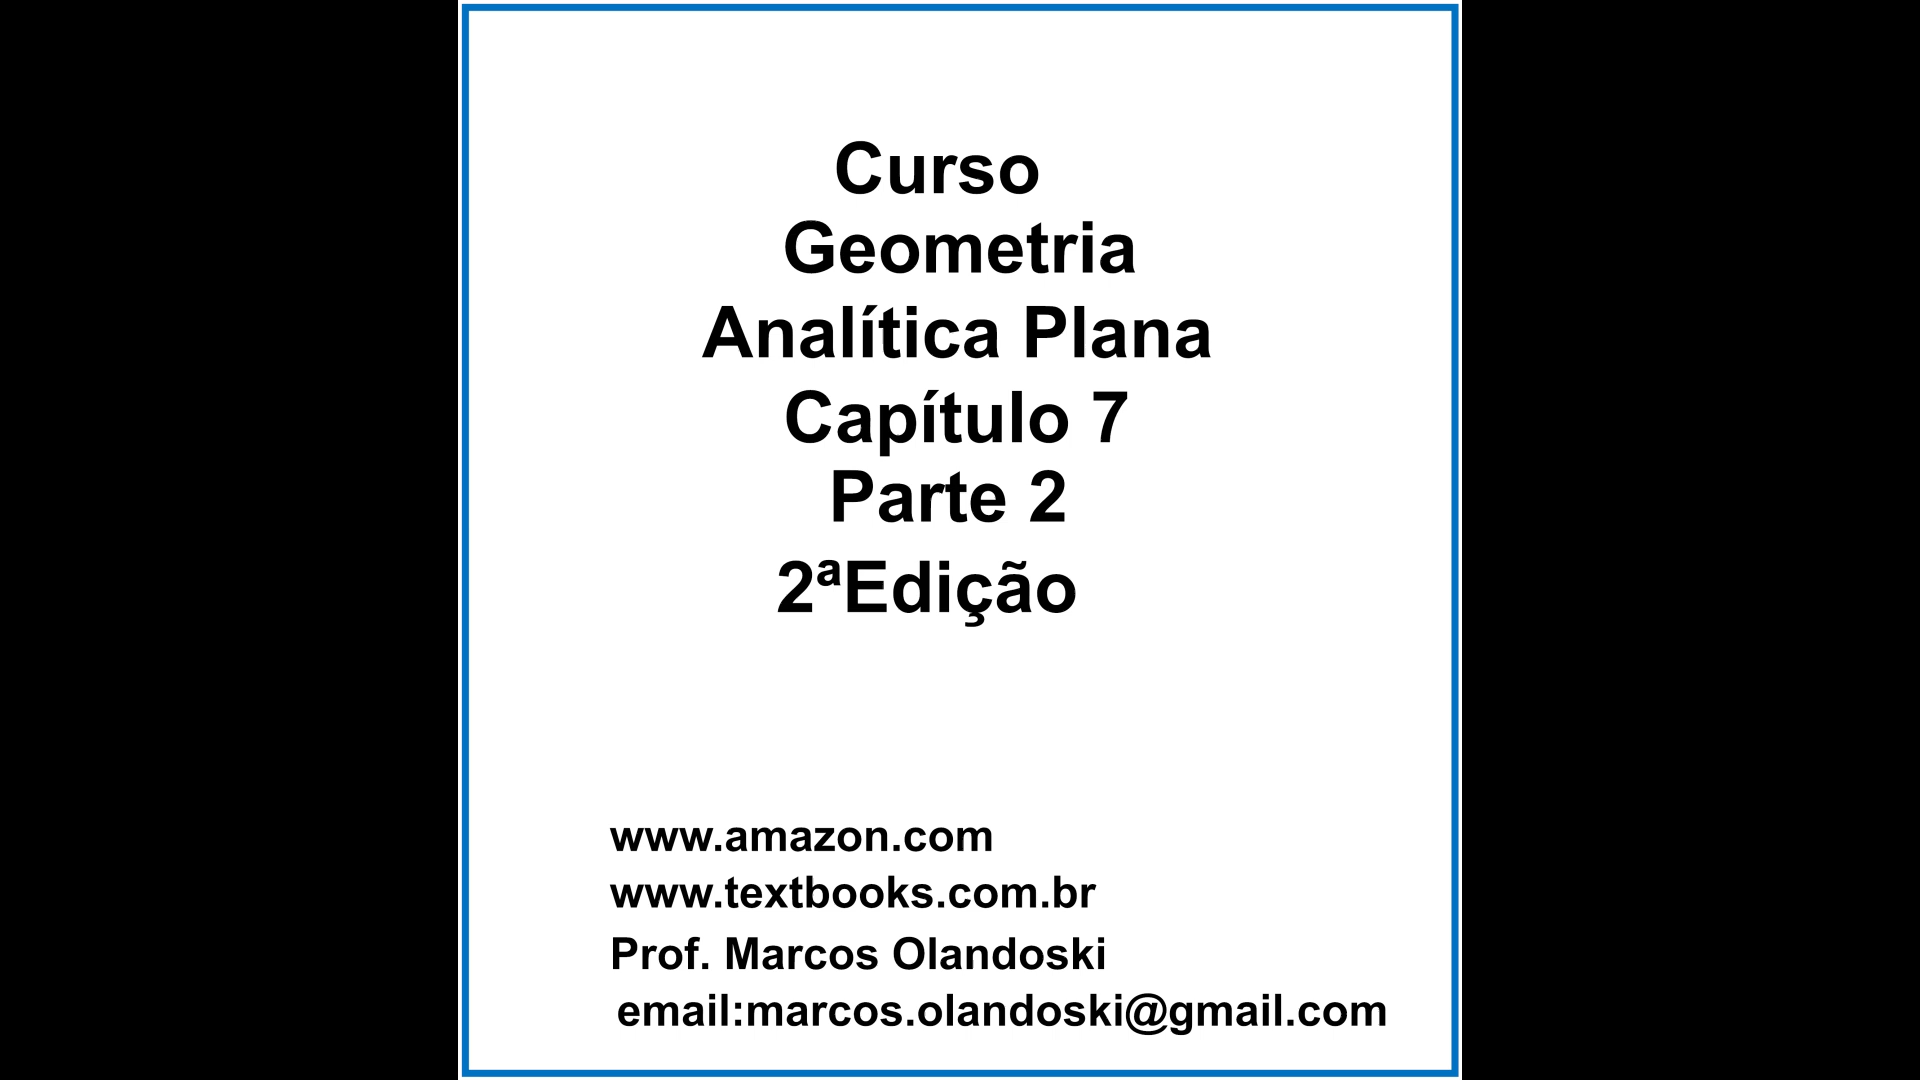 Curso
Geometria
Analítica Plana
Capítulo 7
Parte 2
2ªEdição
www.amazon.com
www.textbooks.com.br
Prof. Marcos Olandoski
email:marcos.olandoski@gmail.com